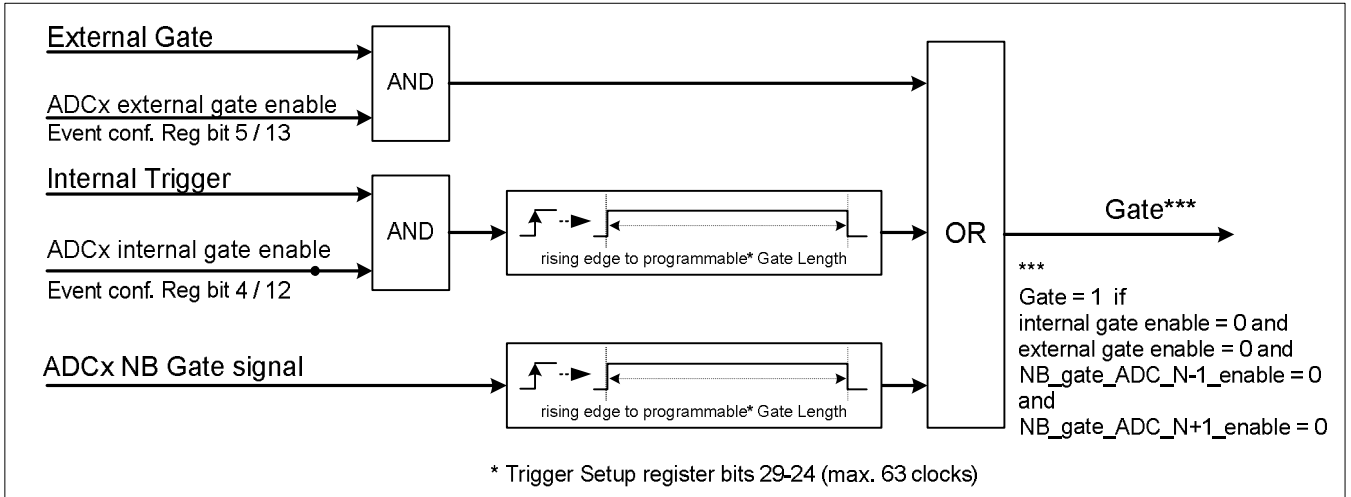 External Gate
ADCx external gate enable
Event conf. Reg bit 5 / 13
AND
Internal Trigger
ADCx internal gate enable
Event conf. Reg bit 4 / 12
AND
rising edge to programmable* Gate Length
ADCx NB Gate signal
rising edge to programmable* Gate Length
OR
Gate***
***
Gate = 1 if
internal gate enable = 0 and
external gate enable = 0 and
NB_gate_ADC_N-1_enable = 0
and
NB_gate_ADC_N+1_enable = 0
* Trigger Setup register bits 29-24 (max. 63 clocks)